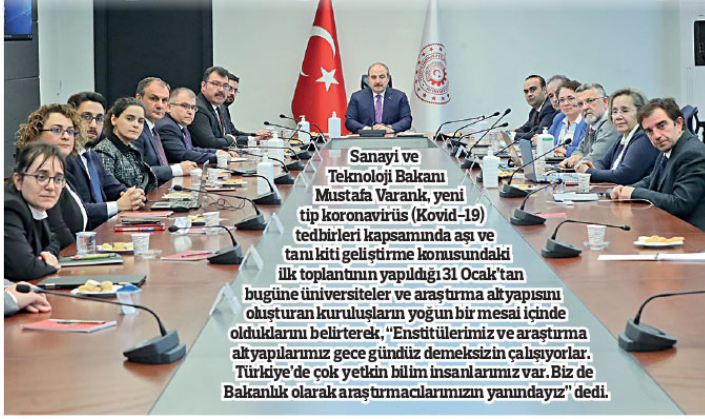 Sanayi ve
Teknoloji Bakanı
Mustafa Varank, yeni
tip koronavirüs (Kovid-19)
tedbirleri kapsamında aşı ve
tanı kiti geliştirme konusundaki
ilk toplantının yapıldığı 31 Ocak'tan
bugüne üniversiteler ve araştırma altyapısını
oluşturan kuruluşların yoğun bir mesai içinde
olduklarını belirterek, “Enstitülerimiz ve araştırma
altyapılarımız gece gündüz demeksizin çalışıyorlar.
Türkiye'de çok yetkin bilim insanlarımız var. Biz de
Bakanlık olarak araştırmacılarımızın yanındayız” dedi.